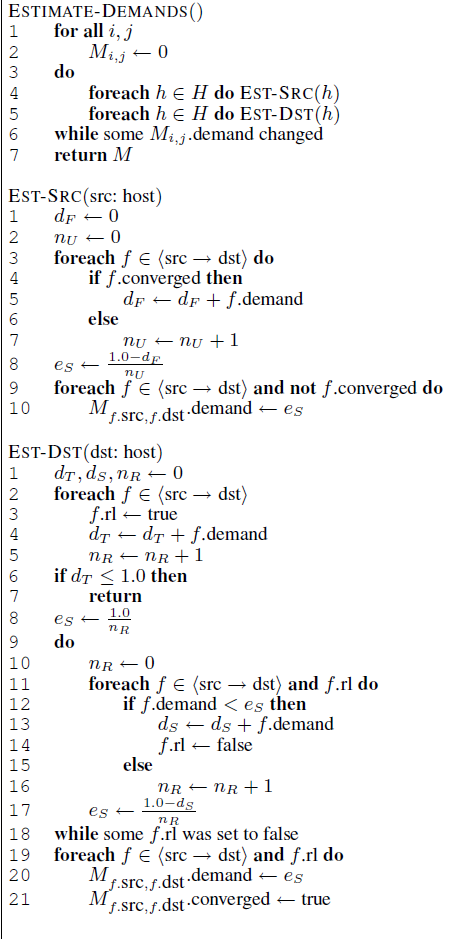 ESTIMATE-DEMANDS()
1 for all i, j
2 M_{i,j} ← 0
3 do
4 foreach h ∈ H do EST-SRC(h)
5 foreach h ∈ H do EST-DST(h)
6 while some M_{i,j}.demand changed
7 return M
EST-SRC(src: host)
1 d_F ← 0
2 n_U ← 0
3 foreach f ∈ ⟨src → dst⟩ do
4 if f.converged then
5 d_F ← d_F + f.demand
6 else
7 n_U ← n_U + 1
8 e_S ← \frac{1.0−d_F}{n_U}
9 foreach f ∈ ⟨src → dst⟩ and not f.converged do
10 M_{f.src,f.dst}.demand ← e_S
EST-DST(dst: host)
1 d_T, d_S, n_R ← 0
2 foreach f ∈ ⟨src → dst⟩
3 f.rl ← true
4 d_T ← d_T + f.demand
5 n_R ← n_R + 1
6 if d_T ≤ 1.0 then
7 return
8 e_S ← \frac{1.0}{n_R}
9 do
10 n_R ← 0
11 foreach f ∈ ⟨src → dst⟩ and f.rl do
12 if f.demand < e_S then
13 d_S ← d_S + f.demand
14 f.rl ← false
15 else
16 n_R ← n_R + 1
17 e_S ← \frac{1.0−d_S}{n_R}
18 while some f.rl was set to false
19 foreach f ∈ ⟨src → dst⟩ and f.rl do
20 M_{f.src,f.dst}.demand ← e_S
21 M_{f.src,f.dst}.converged ← true